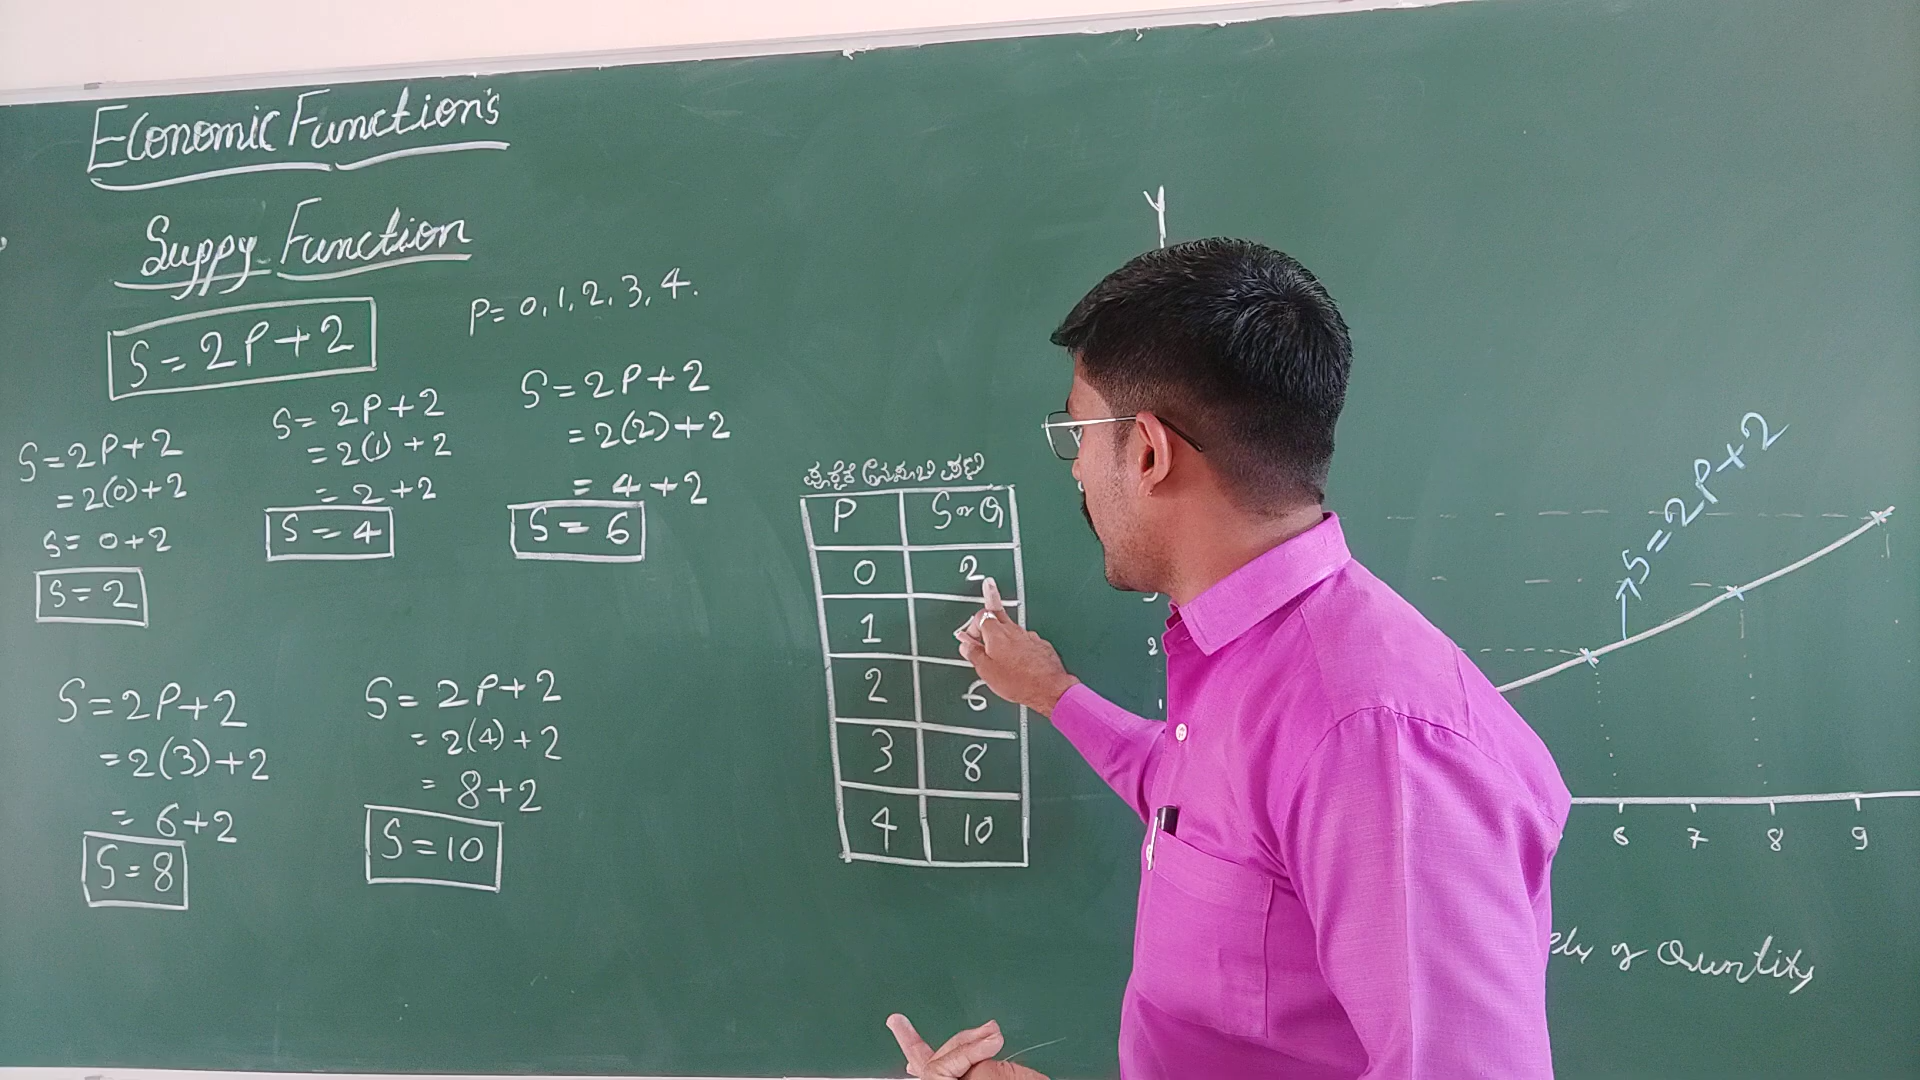 Economic Function's
Suppy Function
S=2P+2
P= 0,1,2,3,4.
S=2P+2
=2(0)+2
S= 0+2
S=2
S=2P+2
=2(1)+2
=2+2
S=4
S=2P+2
=2(2)+2
=4+2
S=6
S=2P+2
=2(3)+2
=6+2
S=8
S=2P+2
=2(4)+2
=8+2
S=10
P S or Q
0 2
1
2 6
3 8
4 10
Y
S=2P+2
2
6 7 8 9
of Quntity